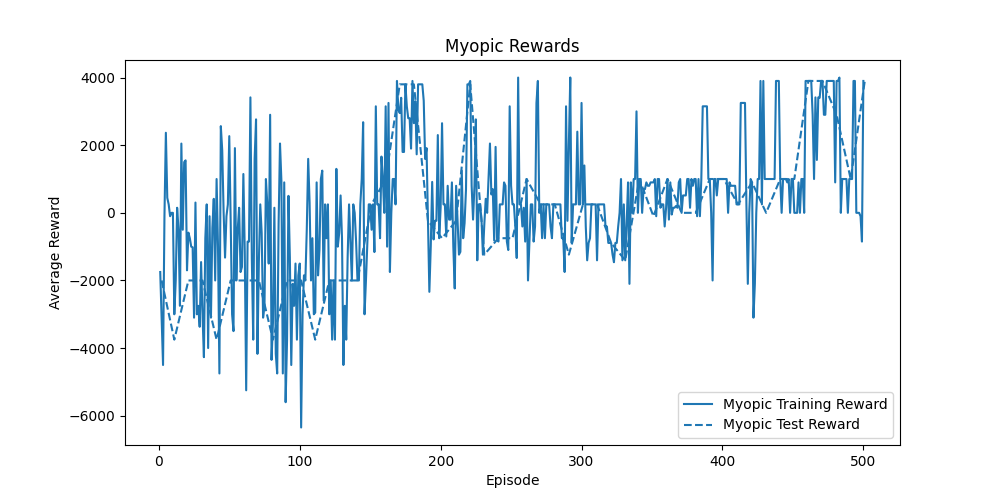 Myopic Rewards
4000
2000
0
−2000
−4000
−6000
Average Reward
0
100
200
300
400
500
Episode
Myopic Training Reward
Myopic Test Reward